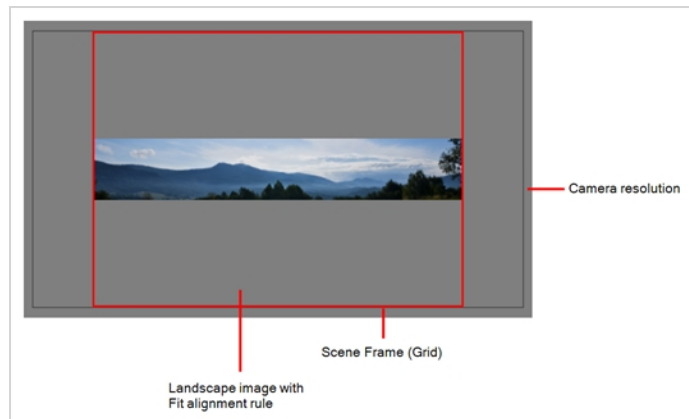 Camera resolution
Scene Frame (Grid)
Landscape image with
Fit alignment rule